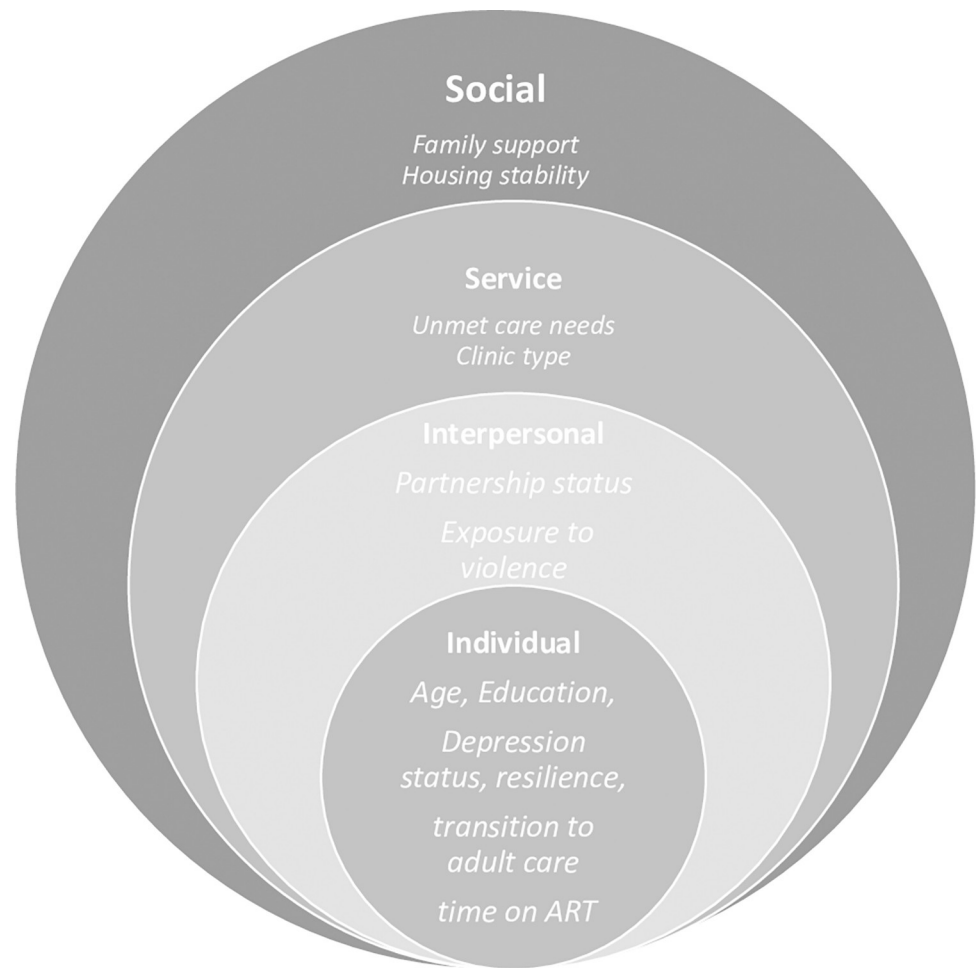 Social
Family support
Housing stability
Service
Unmet care needs
Clinic type
Interpersonal
Partnership status
Exposure to
violence
Individual
Age, Education,
Depression
status, resilience,
transition to
adult care
time on ART